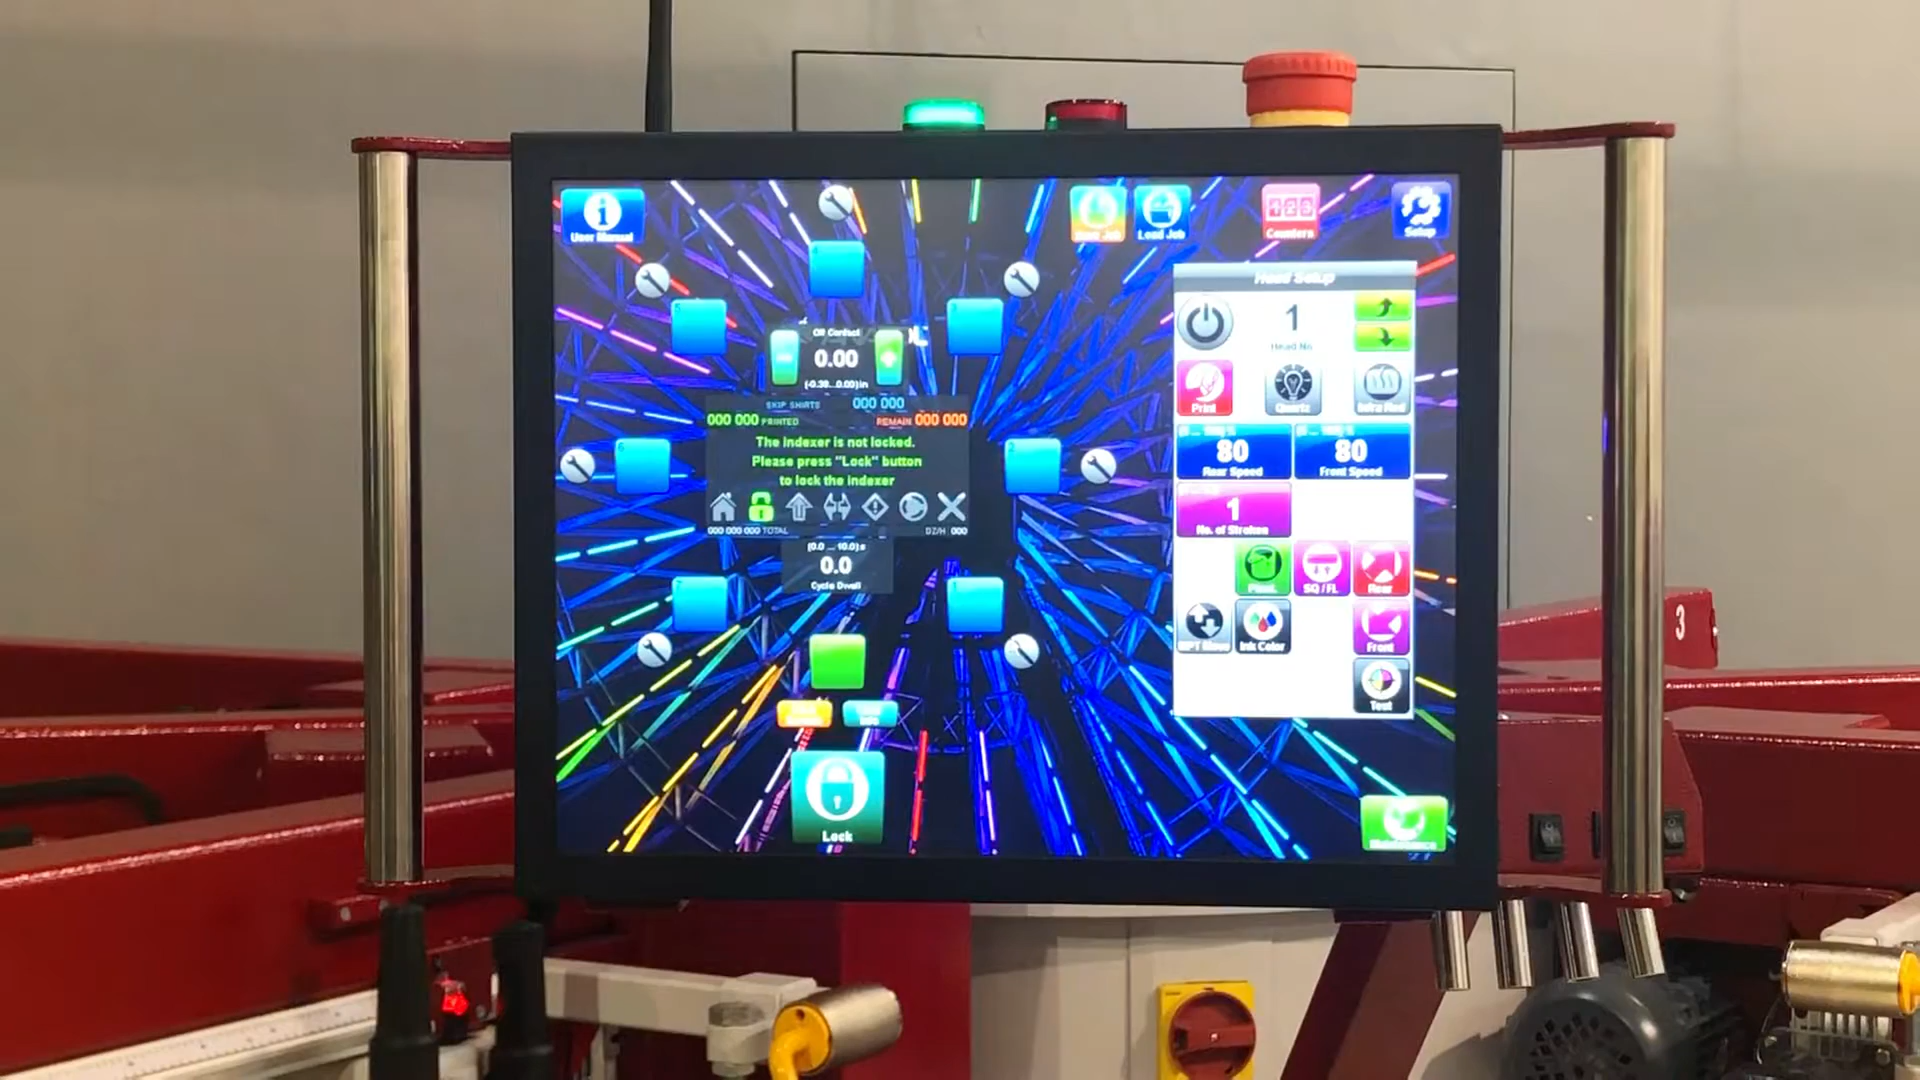 User Manual
Load Job
123
Counters
Setup
Head Setup
1
Head No.
Off Contact
0.00
(-0.39...0.00)in
SKIP SHIRTS 000 000
000 000 PRINTED REMAIN 000 000
The indexer is not locked.
Please press "Lock" button
to lock the indexer
000 000 000 TOTAL DZ/H 000
(0.0 ... 10.0) s
0.0
Cycle Dwell
Print
Quartz
Infra Red
80
Rear Speed
80
Front Speed
1
No. of Strokes
SQ / FL
Rear
Ink Color
Front
Test
Lock
3